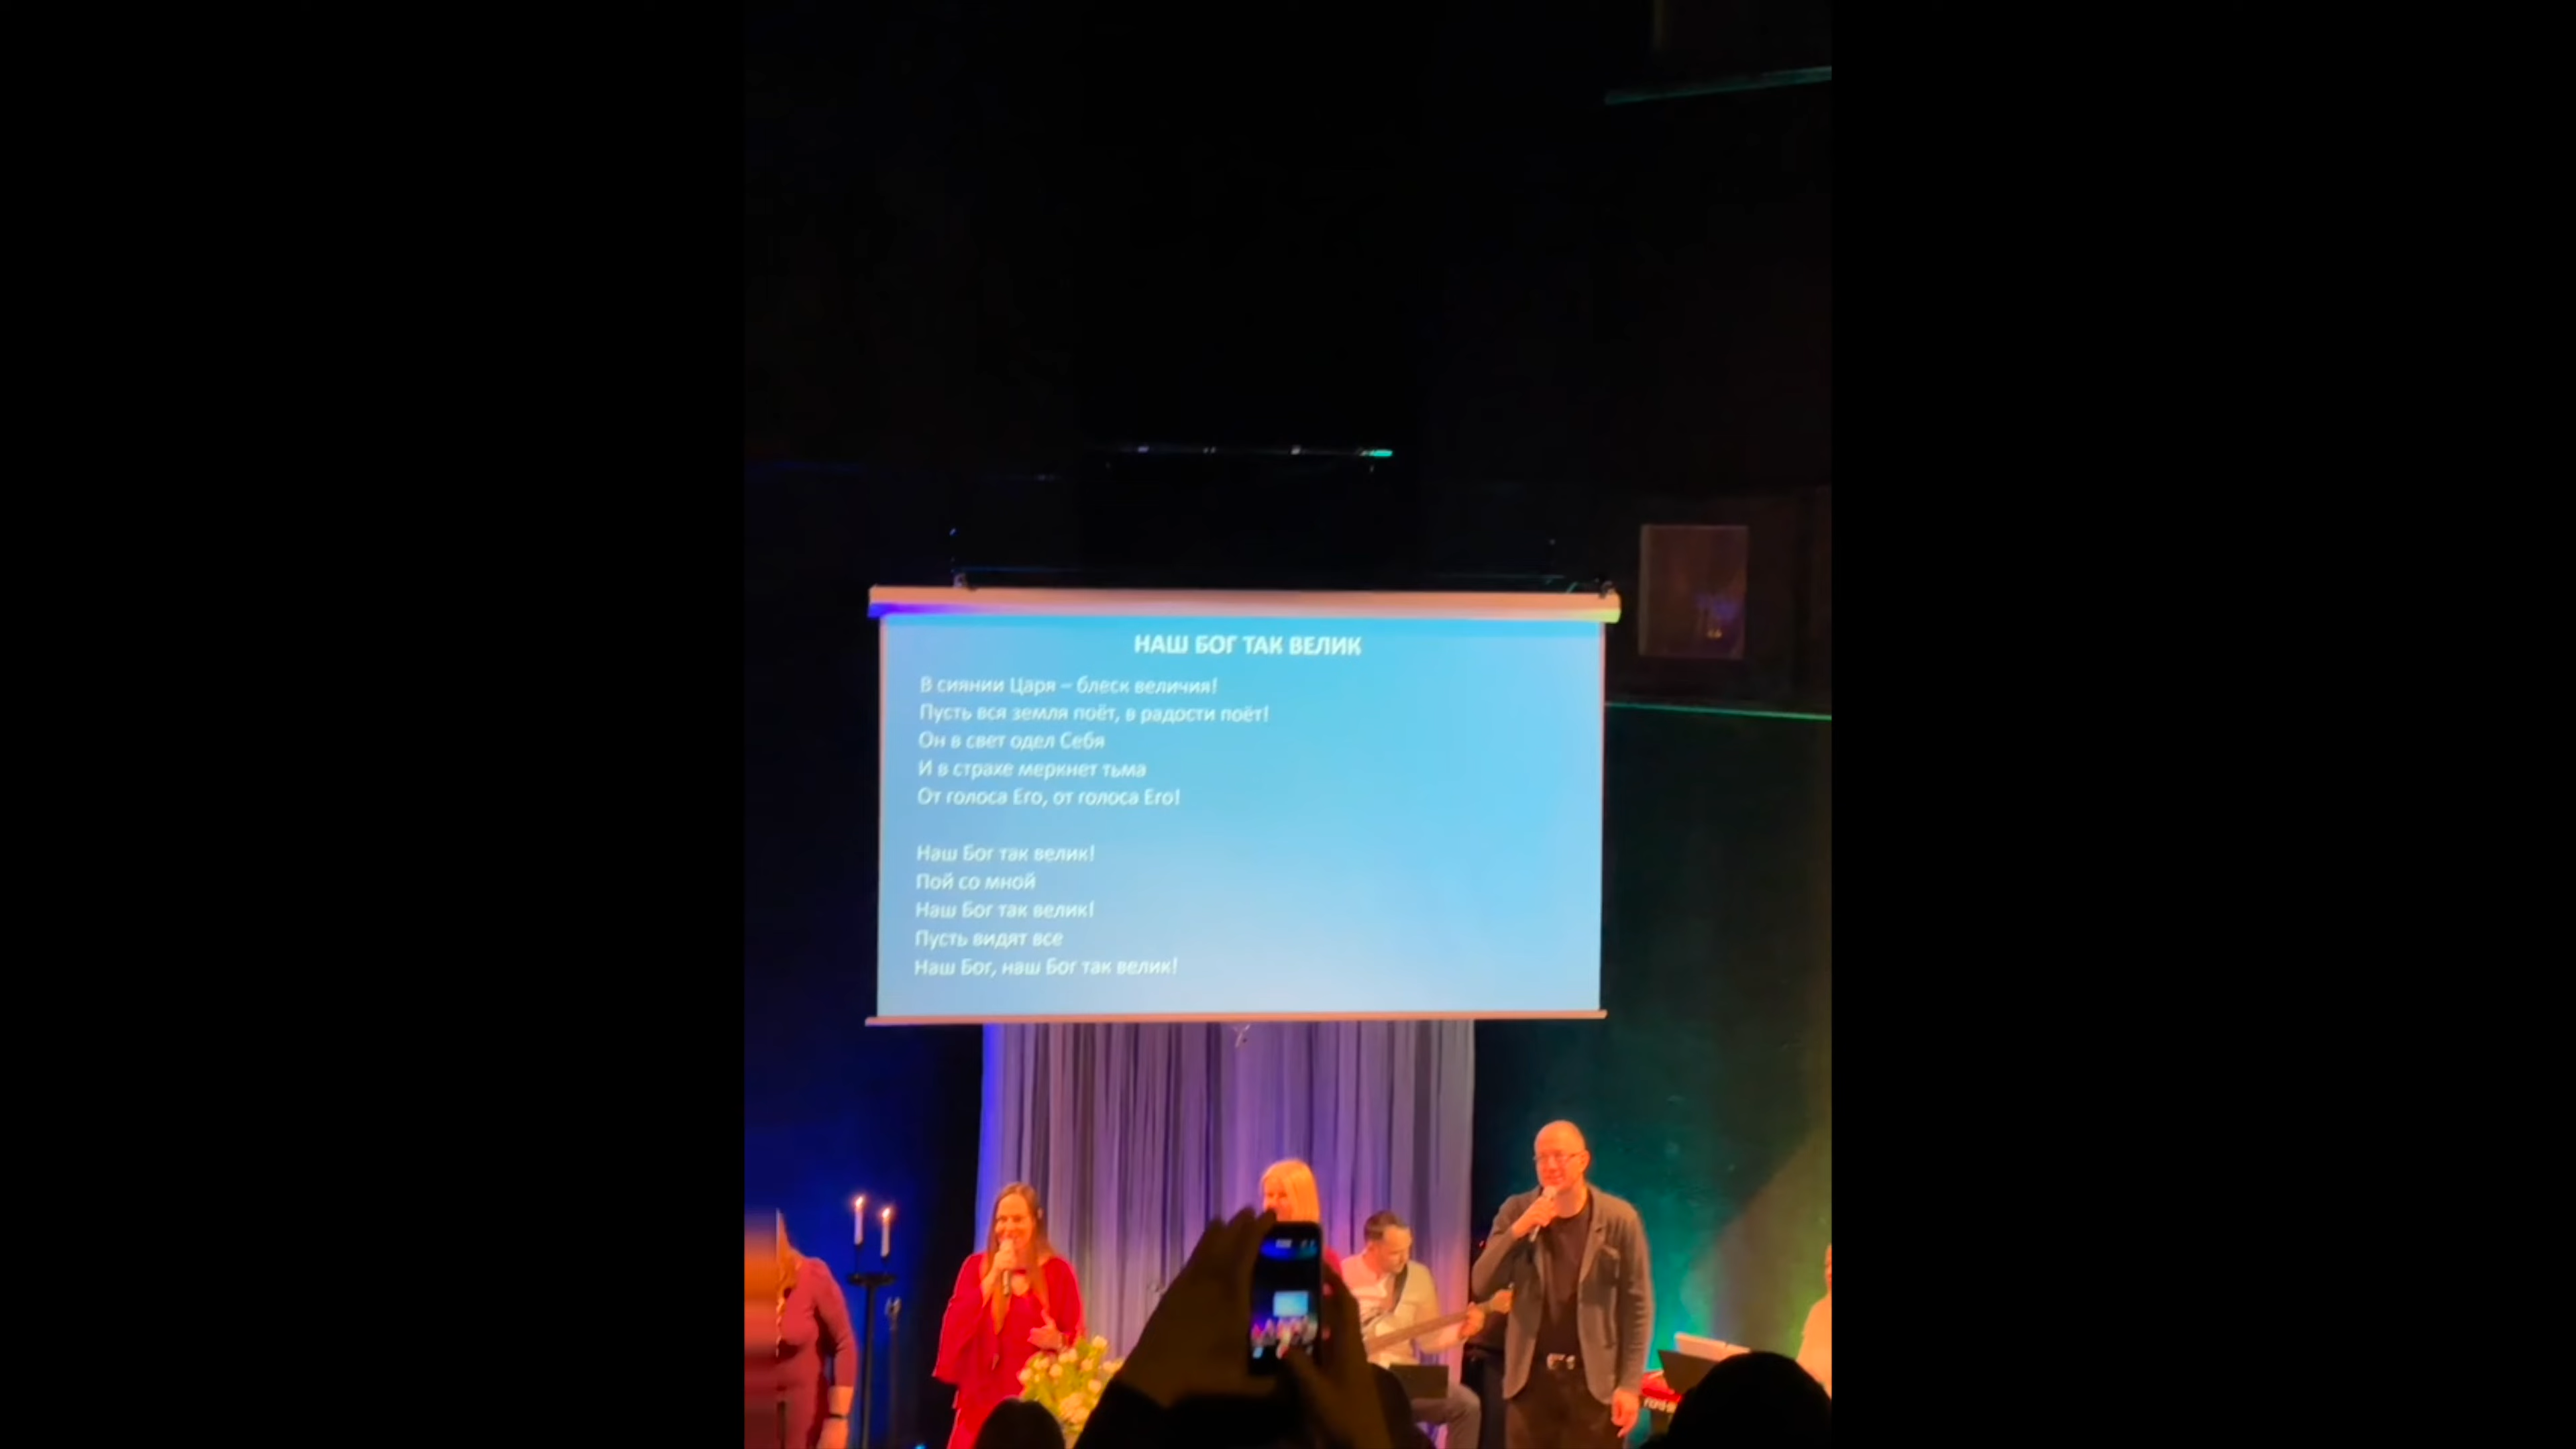 НАШ БОГ ТАК ВЕЛИК
В сиянии Царя – блеск величия!
Пусть вся земля поёт, в радости поёт!
Он в свет одел Себя
И в страхе меркнет тьма
От голоса Его, от голоса Его!
Наш Бог так велик!
Пой со мной
Наш Бог так велик!
Пусть видят все
Наш Бог, наш Бог так велик!